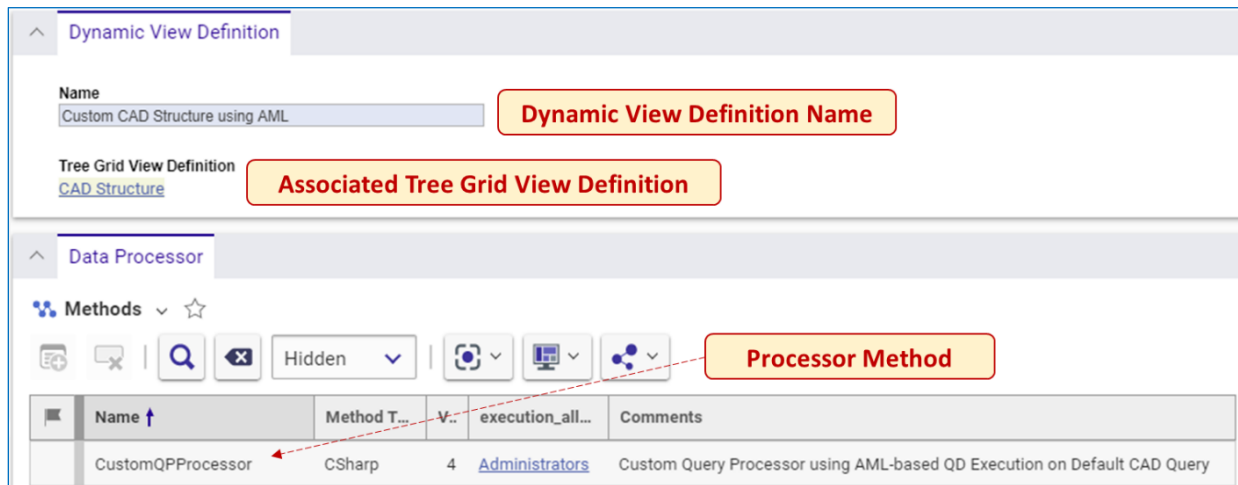 Dynamic View Definition
Name
Custom CAD Structure using AML
Dynamic View Definition Name
Tree Grid View Definition
CAD Structure
Associated Tree Grid View Definition
Data Processor
Methods
Hidden
Processor Method
Name Method T... V.. execution_all... Comments
CustomQPProcessor CSharp 4 Administrators Custom Query Processor using AML-based QD Execution on Default CAD Query